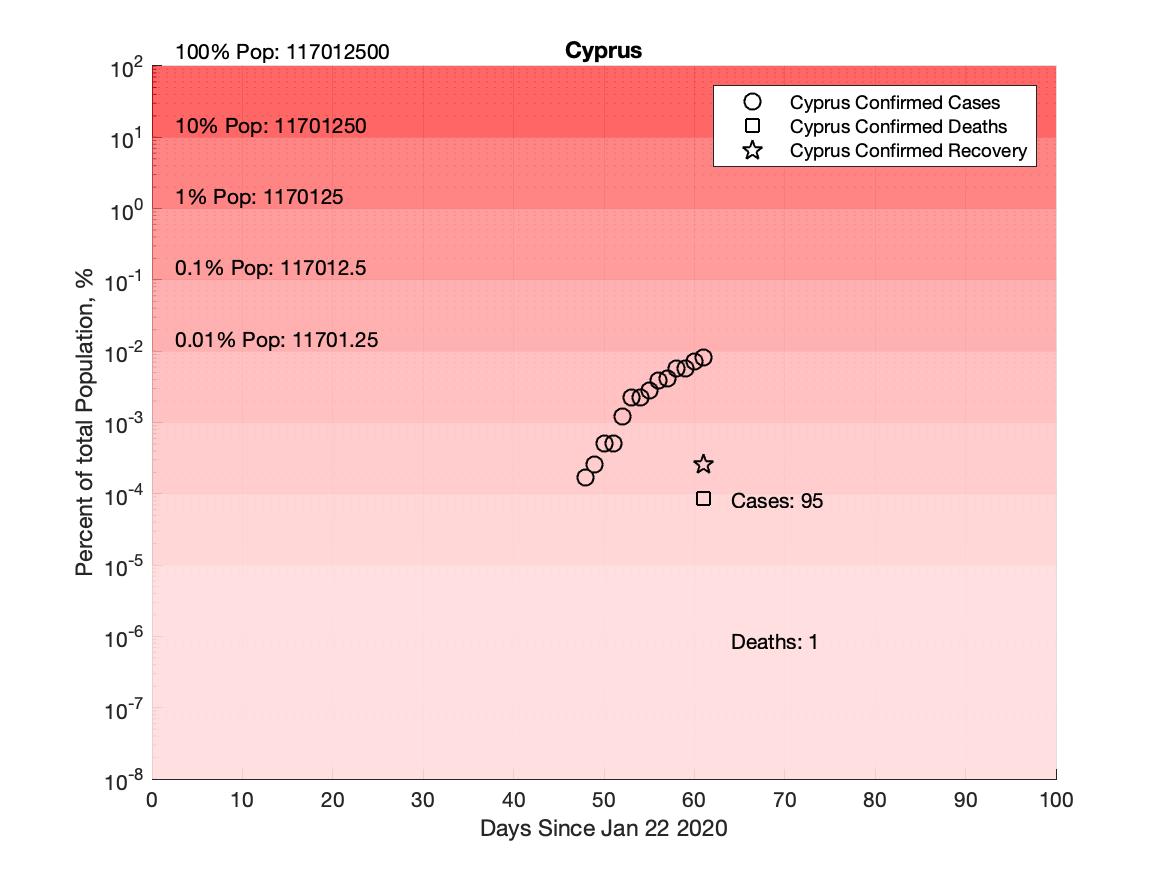 Cyprus
100% Pop: 117012500
10% Pop: 11701250
1% Pop: 1170125
0.1% Pop: 117012.5
0.01% Pop: 11701.25
Cyprus Confirmed Cases
Cyprus Confirmed Deaths
Cyprus Confirmed Recovery
Cases: 95
Deaths: 1
Percent of total Population, %
10^2
10^1
10^0
10^-1
10^-2
10^-3
10^-4
10^-5
10^-6
10^-7
10^-8
0 10 20 30 40 50 60 70 80 90 100
Days Since Jan 22 2020